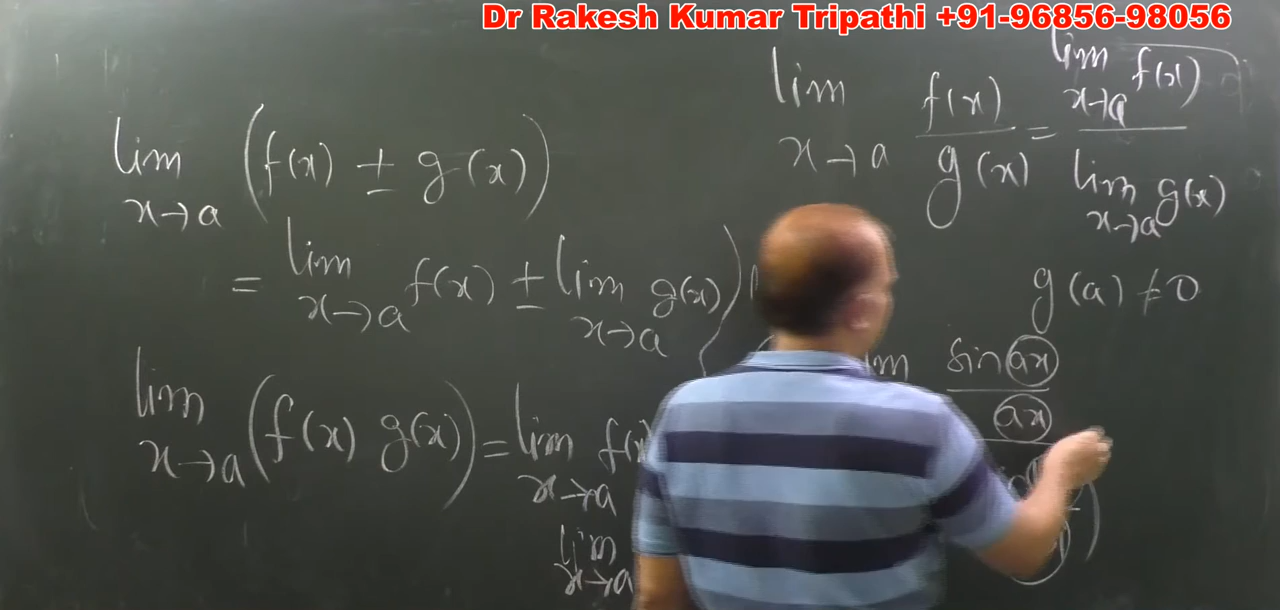 Dr Rakesh Kumar Tripathi +91-96856-98056
lim (f(x) ± g(x))
x→a
= lim f(x) ± lim g(x)
x→a x→a
lim (f(x) g(x)) = lim f(x)
x→a x→a
lim
x→a
lim f(x)/g(x) = lim f(x) / lim g(x)
x→a x→a x→a
g(a) ≠ 0
sin ax
ax